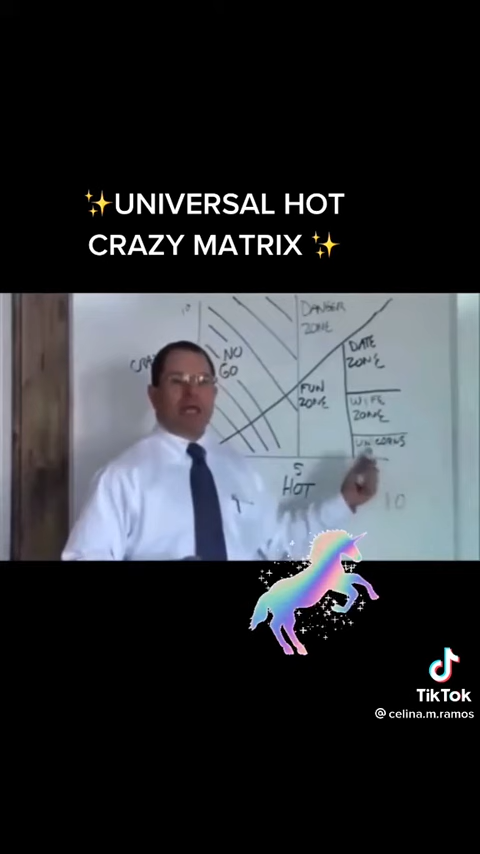 ✨UNIVERSAL HOT
CRAZY MATRIX ✨
10
DANGER
ZONE
NO
GO
DATE
ZONE
FUN
ZONE
WIFE
ZONE
5
HOT
10
TikTok
@celina.m.ramos